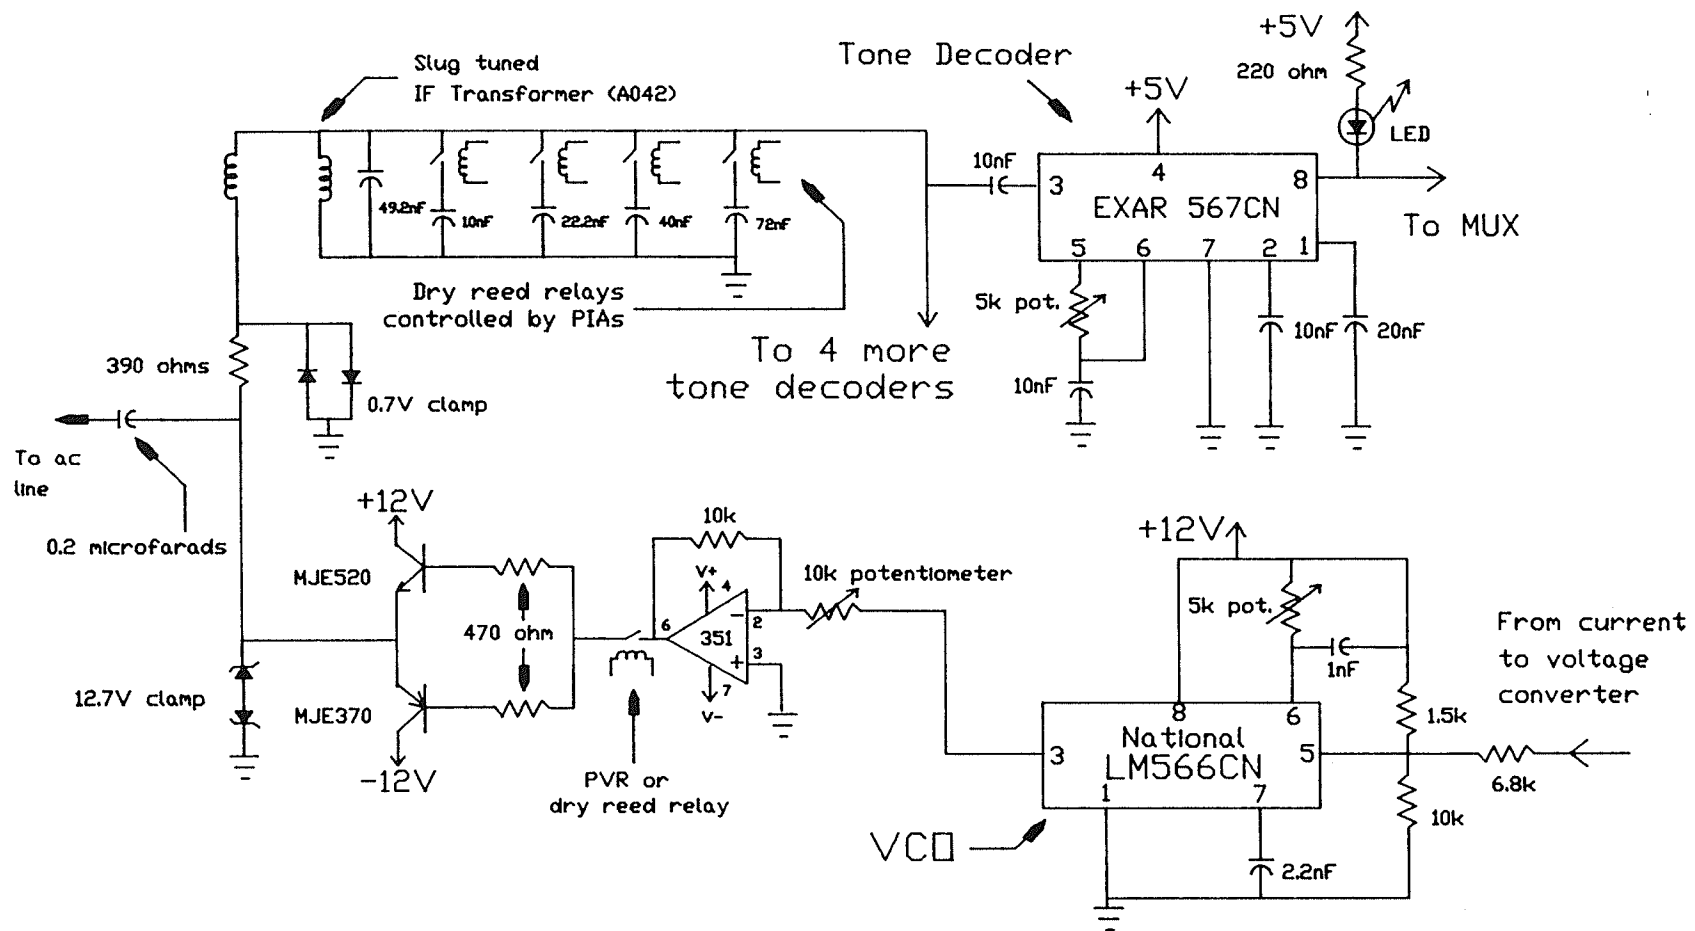 Slug tuned
IF Transformer (A042)
Tone Decoder
+5V
220 ohm
LED
+5V
10nF
3
4
8
EXAR 567CN
5
6
7
2
1
To MUX
49.2nF
10nF
22.2nF
40nF
72nF
Dry reed relays
controlled by PIAs
5k pot.
10nF
10nF
20nF
To 4 more
tone decoders
390 ohms
0.7V clamp
To ac
line
0.2 microfarads
+12V
MJE520
470 ohm
12.7V clamp
MJE370
-12V
10k
V+
4
6
351
-
2
+
3
7
V-
10k potentiometer
PVR or
dry reed relay
+12V
5k pot.
1nF
From current
to voltage
converter
1.5k
8
6
3
National
LM566CN
5
1
7
6.8k
10k
VCO
2.2nF